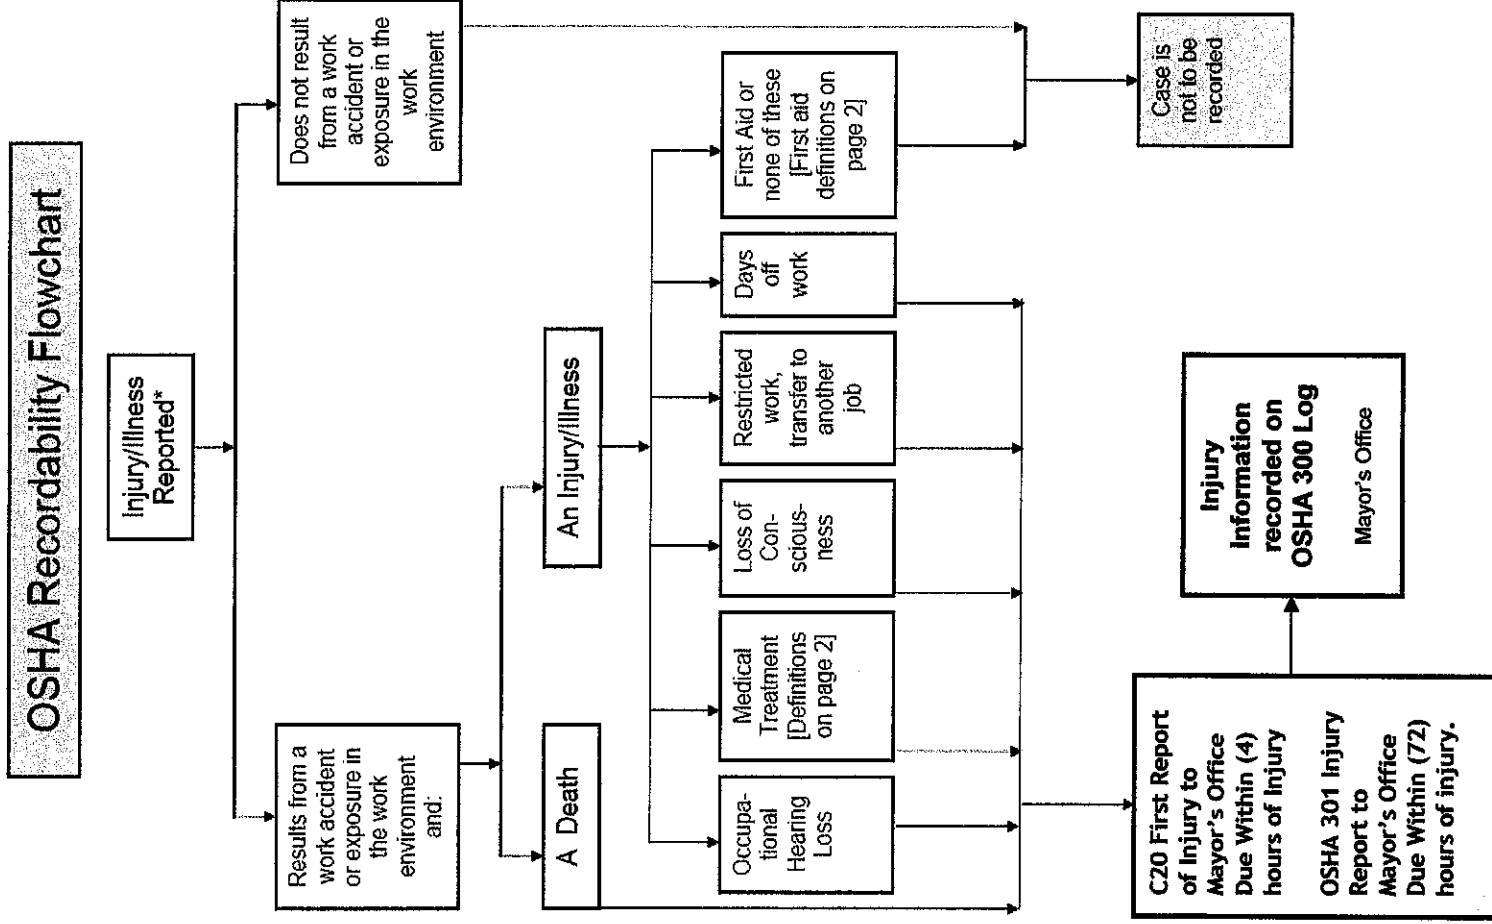 OSHA Recordability Flowchart
Injury/Illness
Reported*
Results from a
work accident
or exposure in
the work
environment
and:
Does not result
from a work
accident or
exposure in the
work
environment
A Death
An Injury/Illness
Occupa-
tional
Hearing
Loss
Medical
Treatment
[Definitions
on page 2]
Loss of
Con-
scious-
ness
Restricted
work,
transfer to
another
job
Days
off
work
First Aid or
none of these
[First aid
definitions on
page 2]
C20 First Report
of Injury to
Mayor's Office
Due Within (4)
hours of Injury
OSHA 301 Injury
Report to
Mayor's Office
Due Within (72)
hours of injury.
Injury
Information
recorded on
OSHA 300 Log
Mayor's Office
Case is
not to be
recorded